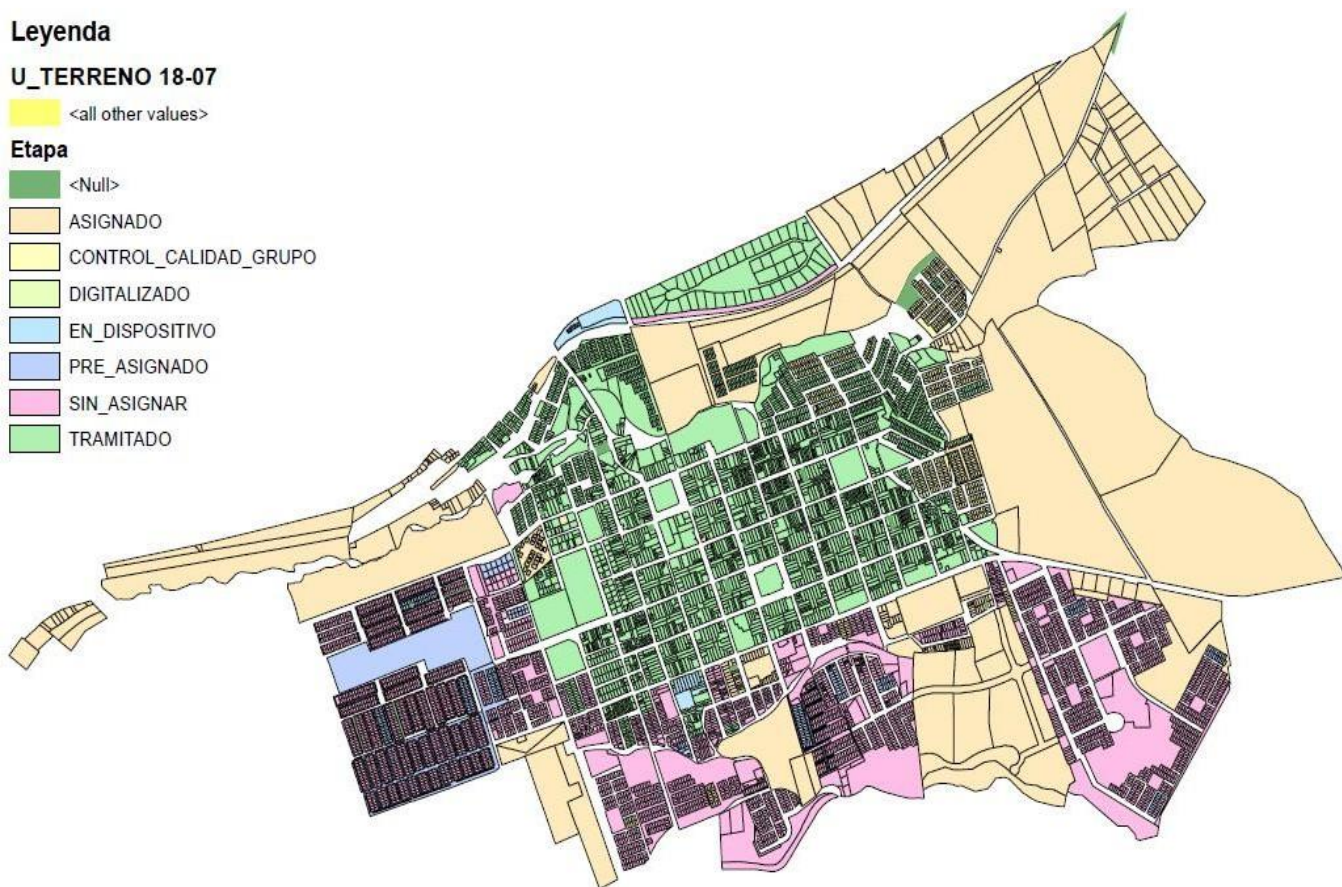 Leyenda
U_TERRENO 18-07
<all other values>
Etapa
<Null>
ASIGNADO
CONTROL_CALIDAD_GRUPO
DIGITALIZADO
EN_DISPOSITIVO
PRE_ASIGNADO
SIN_ASIGNAR
TRAMITADO